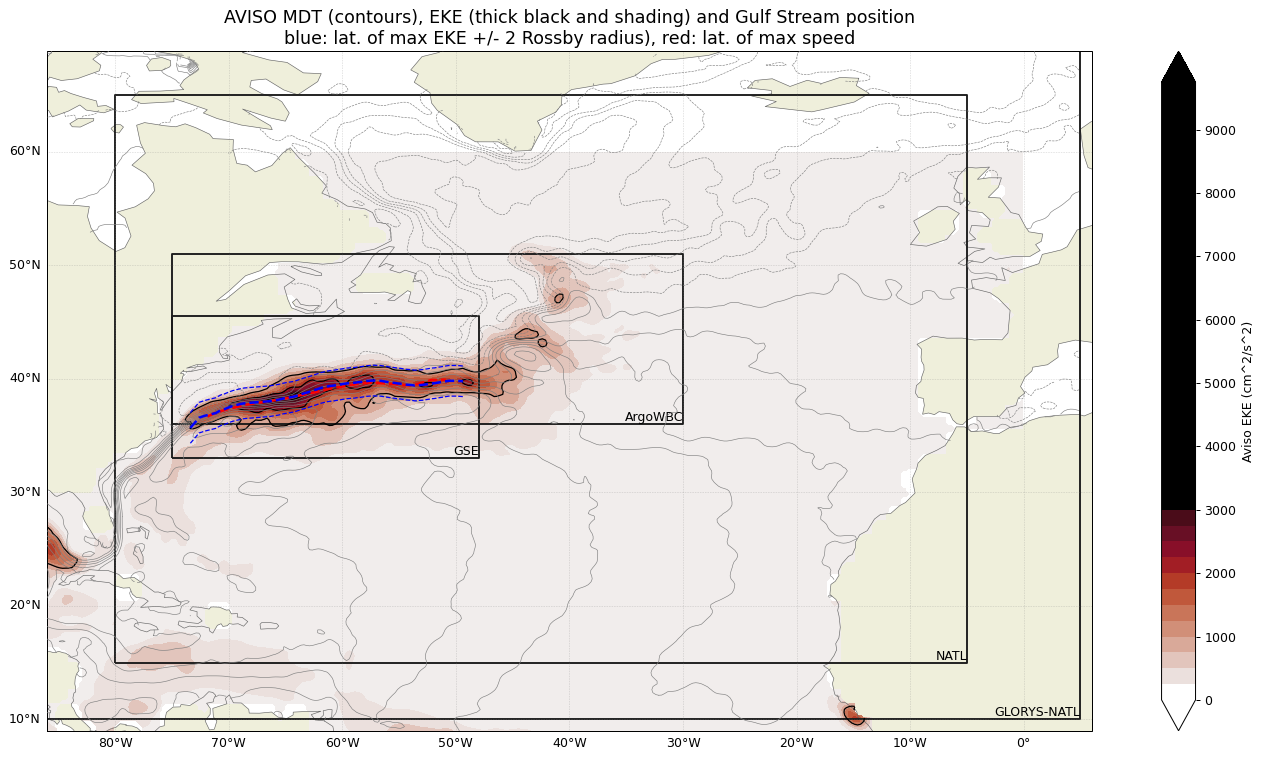 AVISO MDT (contours), EKE (thick black and shading) and Gulf Stream position
blue: lat. of max EKE +/- 2 Rossby radius), red: lat. of max speed
60°N
50°N
40°N
30°N
20°N
10°N
ArgoWBC
GSE
NATL
GLORYS-NATL
80°W
70°W
60°W
50°W
40°W
30°W
20°W
10°W
0°
9000
8000
7000
6000
5000
4000
3000
2000
1000
0
Aviso EKE (cm^2/s^2)